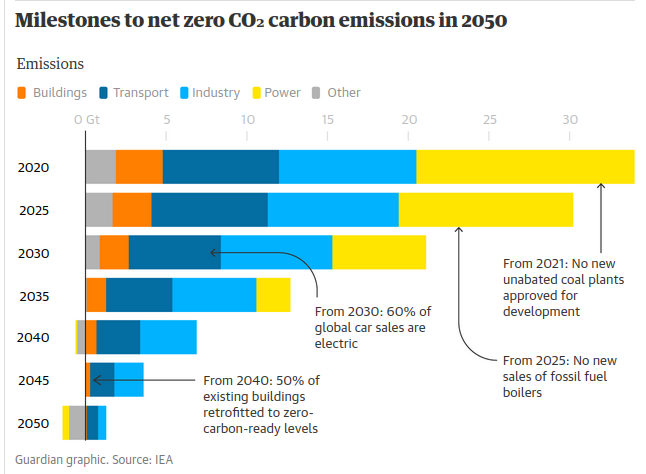 Milestones to net zero CO₂ carbon emissions in 2050
Emissions
Buildings Transport Industry Power Other
0 Gt 5 10 15 20 25 30
2020
2025
2030
2035
2040
2045
2050
From 2021: No new
unabated coal plants
approved for
development
From 2030: 60% of
global car sales are
electric
From 2025: No new
sales of fossil fuel
boilers
From 2040: 50% of
existing buildings
retrofitted to zero-
carbon-ready levels
Guardian graphic. Source: IEA